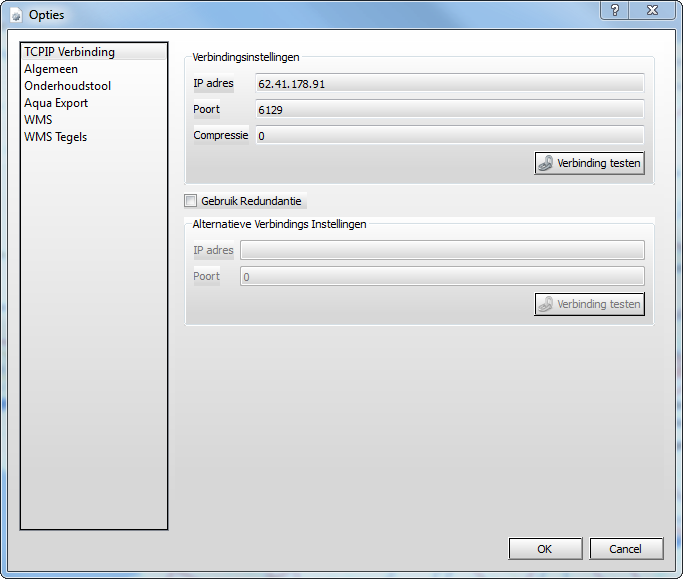 Opties
?
TCPIP Verbinding
Algemeen
Onderhoudstool
Aqua Export
WMS
WMS Tegels
Verbindingsinstellingen
IP adres 62.41.178.91
Poort 6129
Compressie 0
Verbinding testen
Gebruik Redundantie
Alternatieve Verbindings Instellingen
IP adres
Poort 0
Verbinding testen
OK Cancel